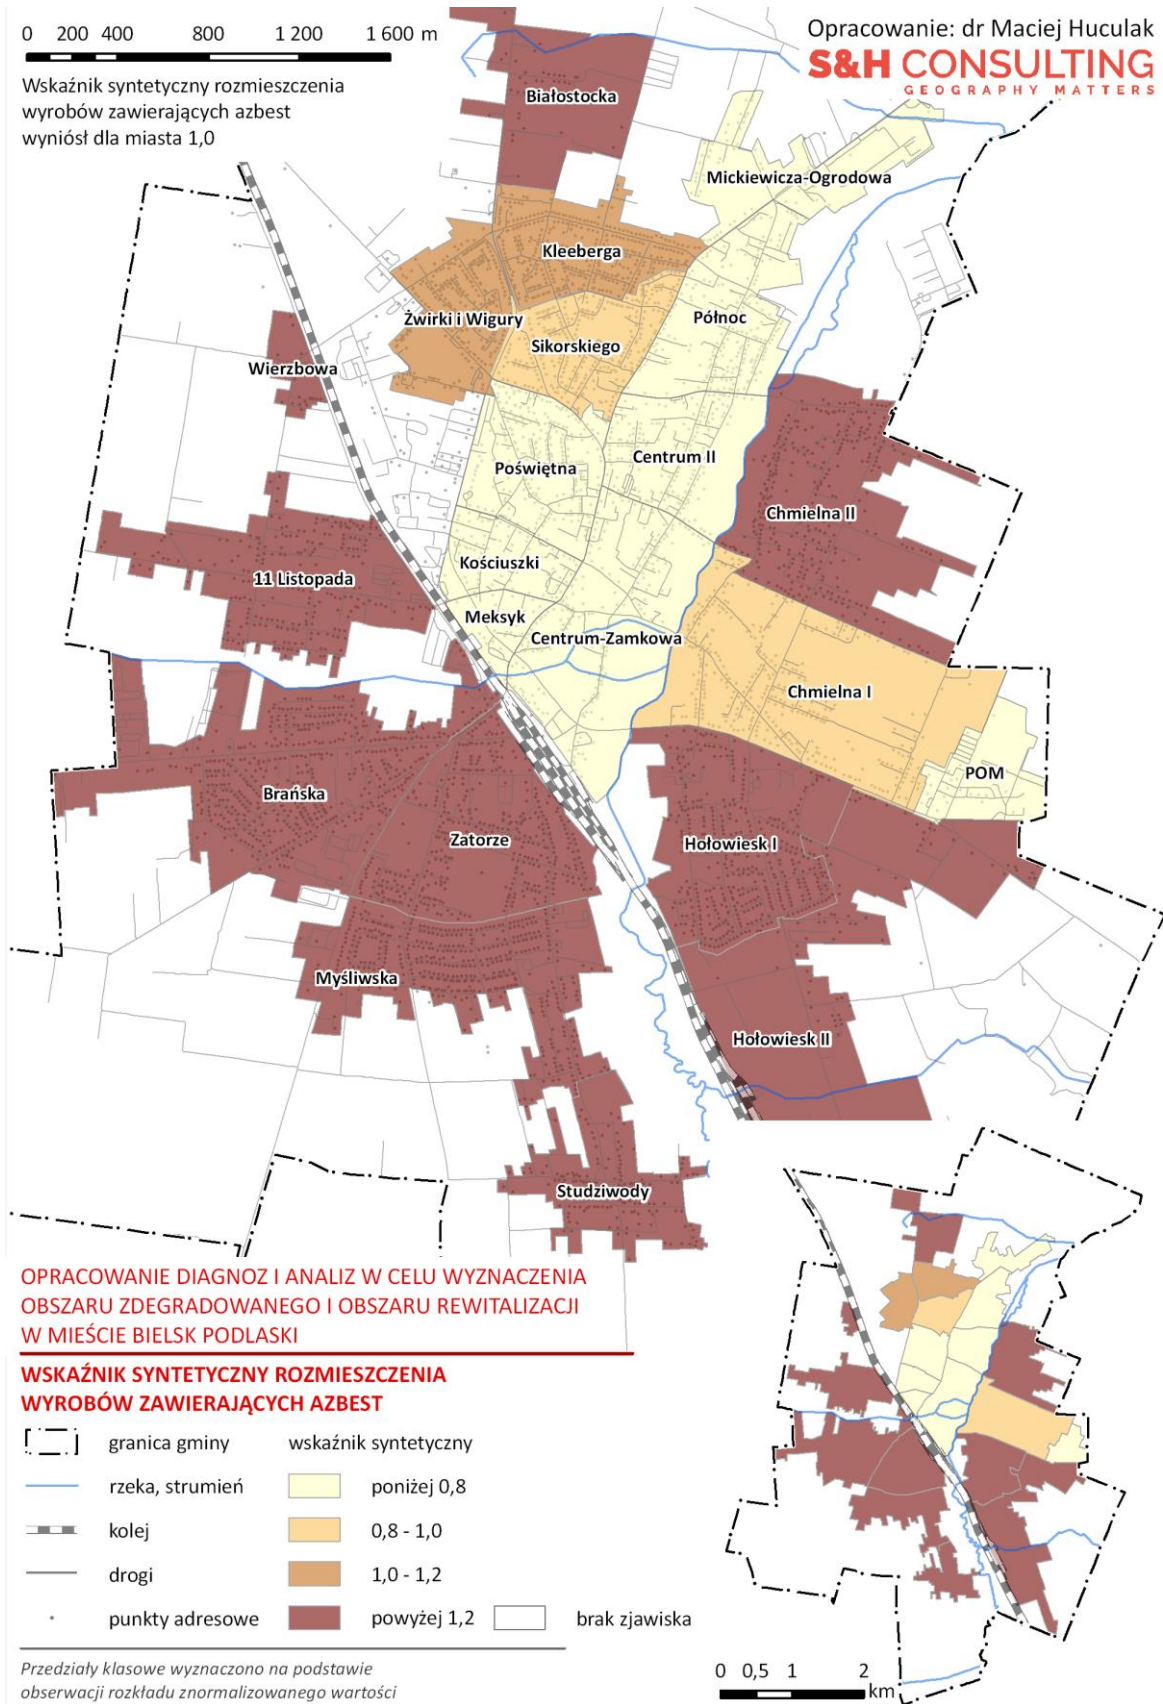 0 200 400 800 1 200 1 600 m
Wskaźnik syntetyczny rozmieszczenia
wyrobów zawierających azbest
wyniósł dla miasta 1,0
Opracowanie: dr Maciej Huculak
S&H CONSULTING
GEOGRAPHY MATTERS
Białostocka
Mickiewicza-Ogrodowa
Kleeberga
Żwirki i Wigury
Północ
Sikorskiego
Wierzbowa
Poświętna
Centrum II
Chmielna II
Kościuszki
11 Listopada
Meksyk
Centrum-Zamkowa
Chmielna I
POM
Brańska
Zatorze
Hołowiesk I
Myśliwska
Hołowiesk II
Studziwody
OPRACOWANIE DIAGNOZ I ANALIZ W CELU WYZNACZENIA
OBSZARU ZDEGRADOWANEGO I OBSZARU REWITALIZACJI
W MIEŚCIE BIELSK PODLASKI
WSKAŹNIK SYNTETYCZNY ROZMIESZCZENIA
WYROBÓW ZAWIERAJĄCYCH AZBEST
granica gminy wskaźnik syntetyczny
rzeka, strumień poniżej 0,8
kolej 0,8 - 1,0
drogi 1,0 - 1,2
punkty adresowe powyżej 1,2 brak zjawiska
Przedziały klasowe wyznaczono na podstawie
obserwacji rozkładu znormalizowanego wartości
0 0,5 1 2
km